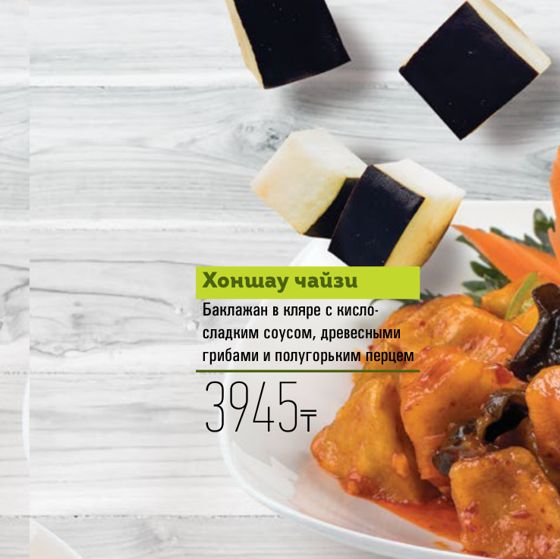 Хоншау чайзи
Баклажан в кляре с кисло-
сладким соусом, древесными
грибами и полугорьким перцем
3945₸